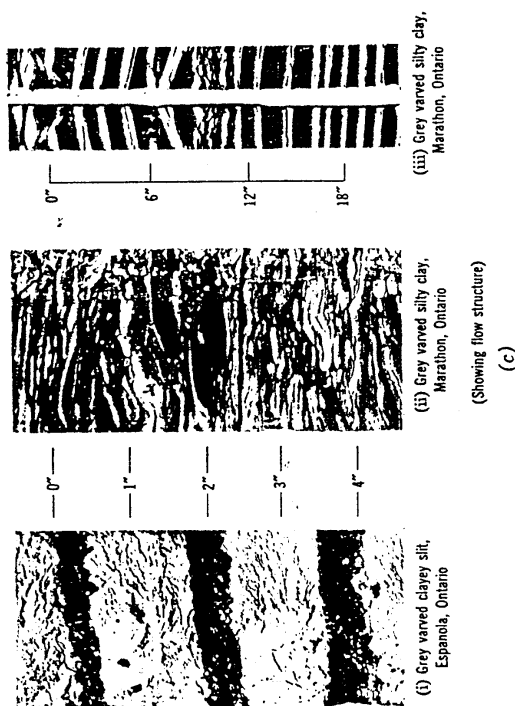 (i) Grey varved clayey slit,
Espanola, Ontario
0"
1"
2"
3"
4"
(ii) Grey varved silty clay,
Marathon, Ontario
(Showing flow structure)
(c)
0"
6"
12"
18"
(iii) Grey varved silty clay,
Marathon, Ontario